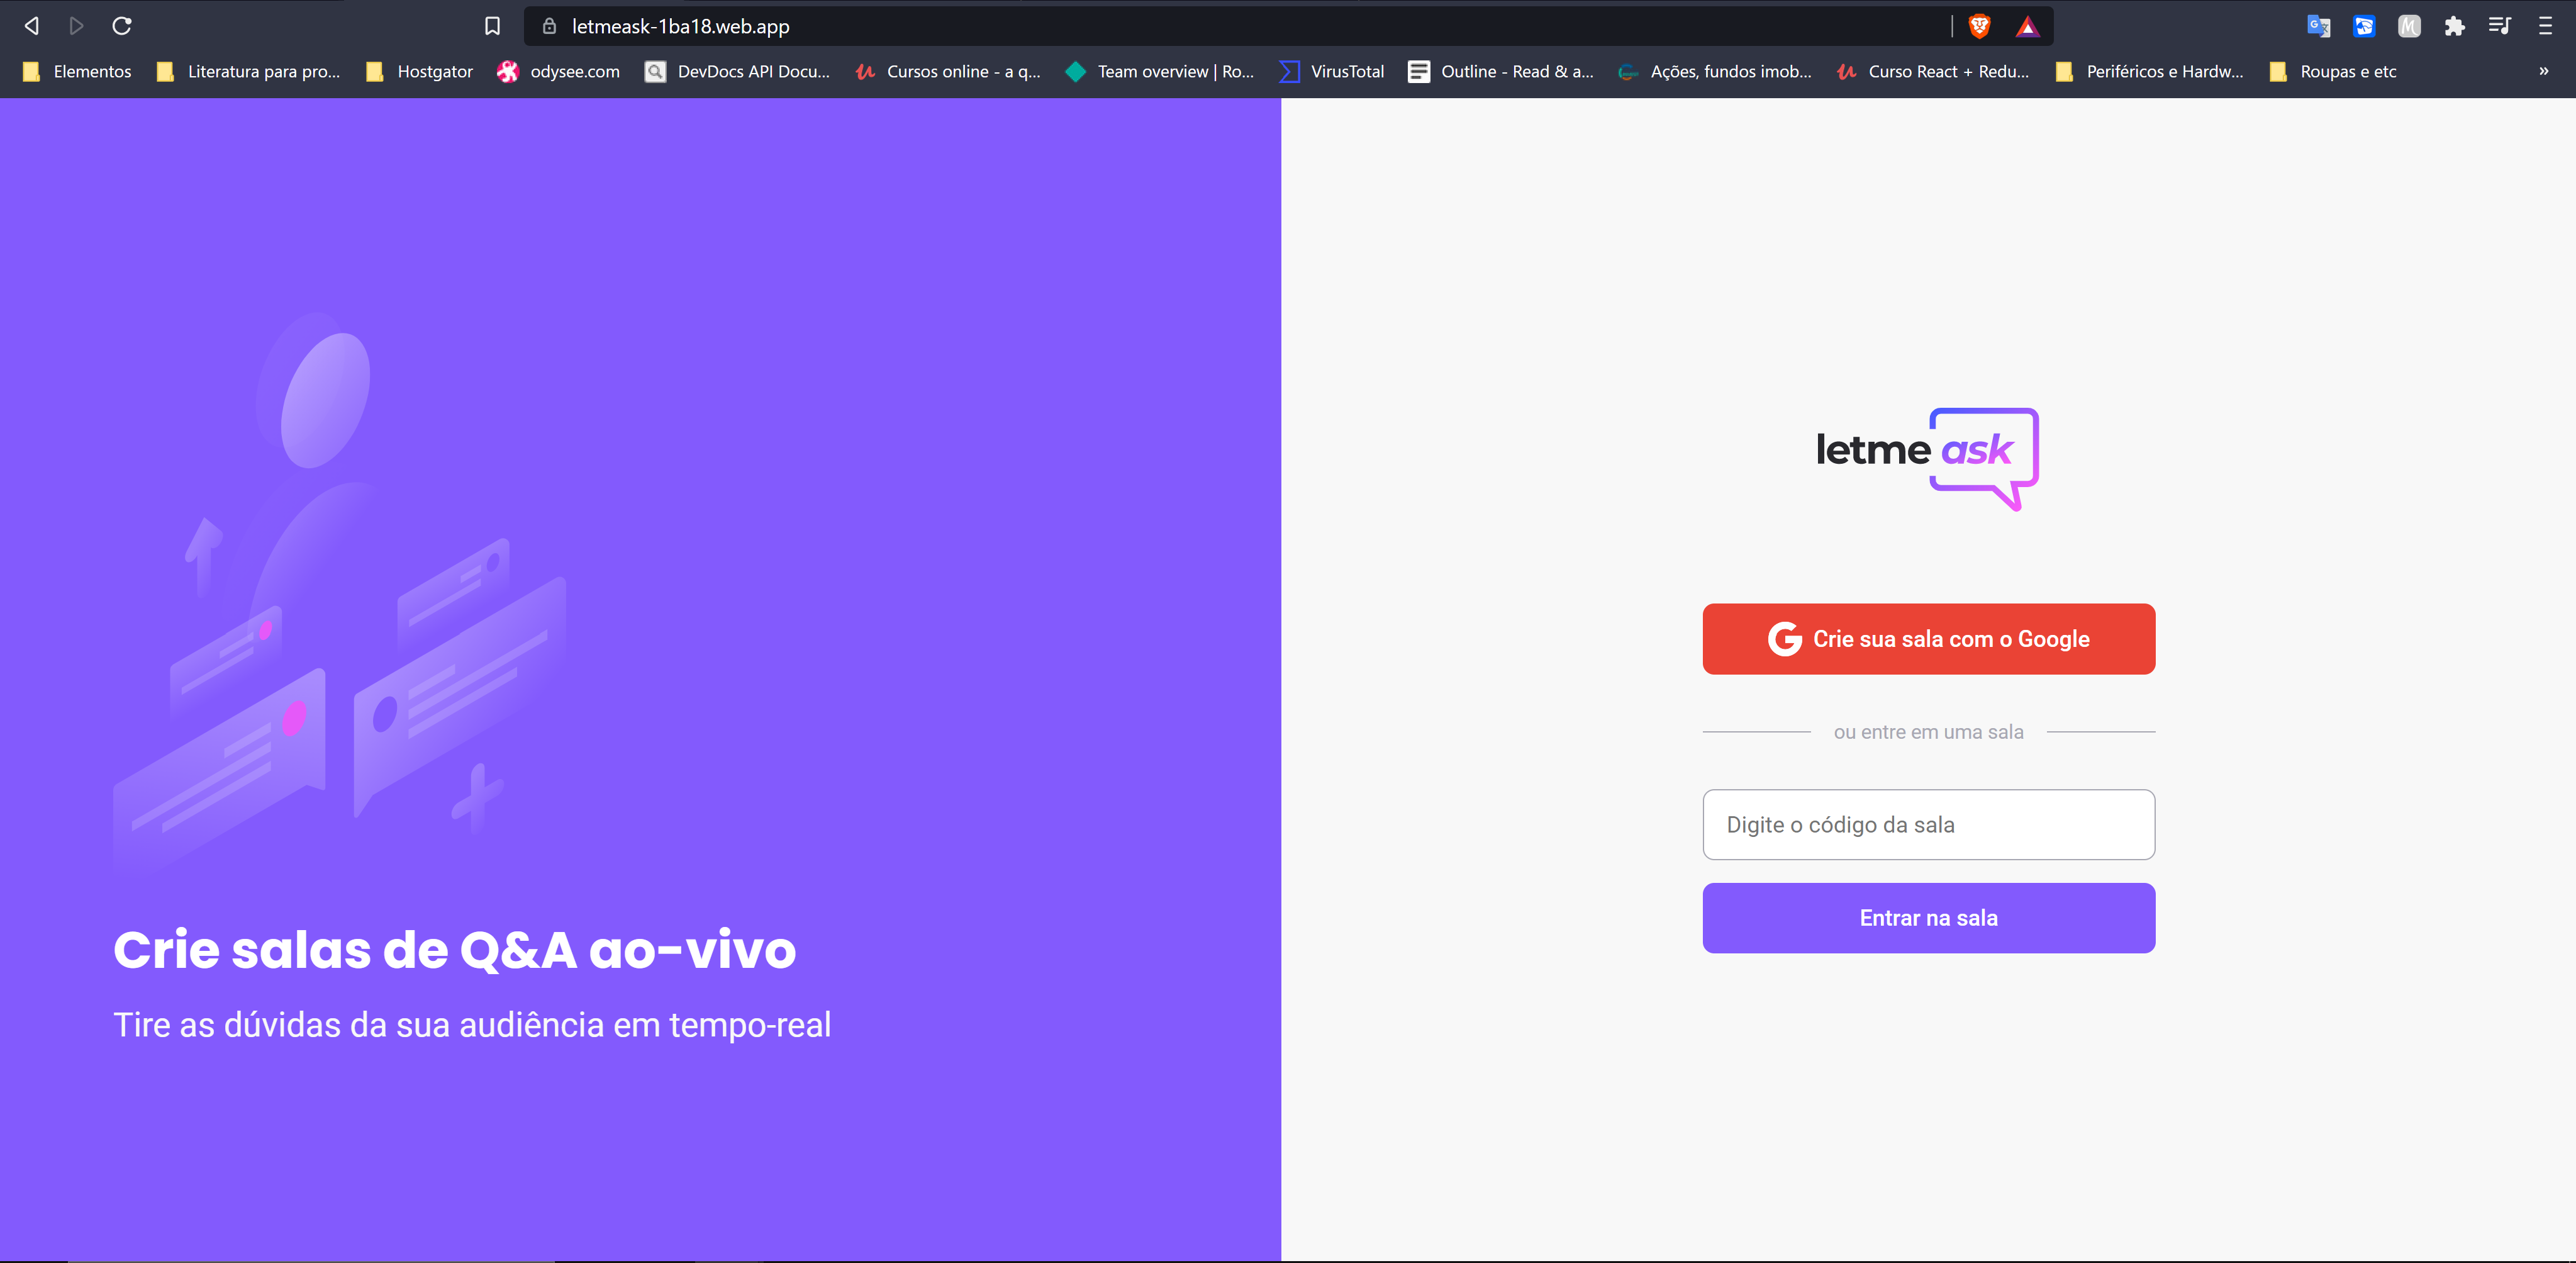 letmeask-1ba18.web.app
Elementos Literatura para pro... Hostgator odysee.com DevDocs API Docu... Cursos online - a q... Team overview | Ro... VirusTotal Outline - Read & a... Ações, fundos imob... Curso React + Redu... Periféricos e Hardw... Roupas e etc »
letme ask
Crie sua sala com o Google
ou entre em uma sala
Digite o código da sala
Entrar na sala
Crie salas de Q&A ao-vivo
Tire as dúvidas da sua audiência em tempo-real